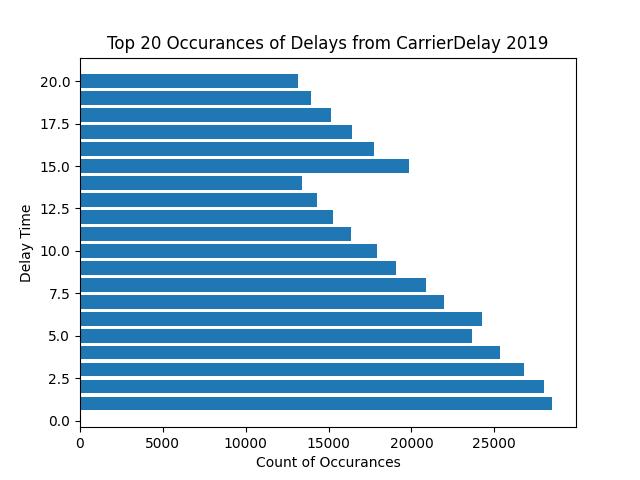 Top 20 Occurances of Delays from CarrierDelay 2019
20.0
17.5
15.0
12.5
10.0
7.5
5.0
2.5
0.0
Delay Time
0 5000 10000 15000 20000 25000
Count of Occurances